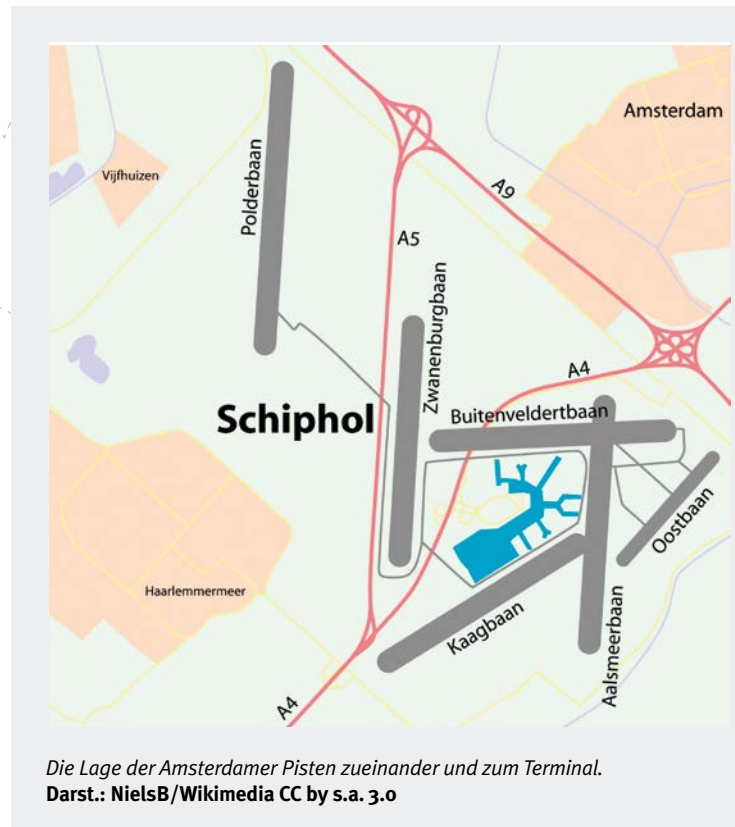 Amsterdam
Vijfhuizen
Polderbaan
A9
A5
Zwanenburgbaan
A4
Schiphol
Buitenveldertbaan
Oostbaan
Haarlemmermeer
Kaagbaan
Aalsmeerbaan
A4
Die Lage der Amsterdamer Pisten zueinander und zum Terminal.
Darst.: NielsB/Wikimedia CC by s.a. 3.0